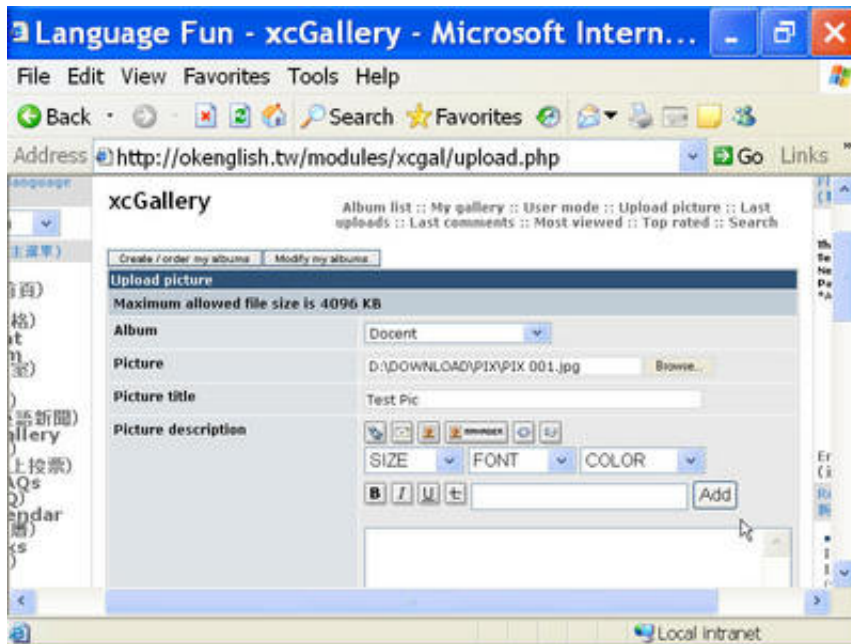 Language Fun - xcGallery - Microsoft Intern...
File Edit View Favorites Tools Help
Back Search Favorites
Address http://okenglish.tw/modules/xcgal/upload.php Go Links
xcGallery
Album list :: My gallery :: User mode :: Upload picture :: Last
uploads :: Last comments :: Most viewed :: Top rated :: Search
Create / order my albums Modify my albums
Upload picture
Maximum allowed file size is 4096 KB
Album Docent
Picture D:\DOWNLOAD\PIX\PIX 001.jpg Browse...
Picture title Test Pic
Picture description
SIZE FONT COLOR
B I U t Add
Local intranet